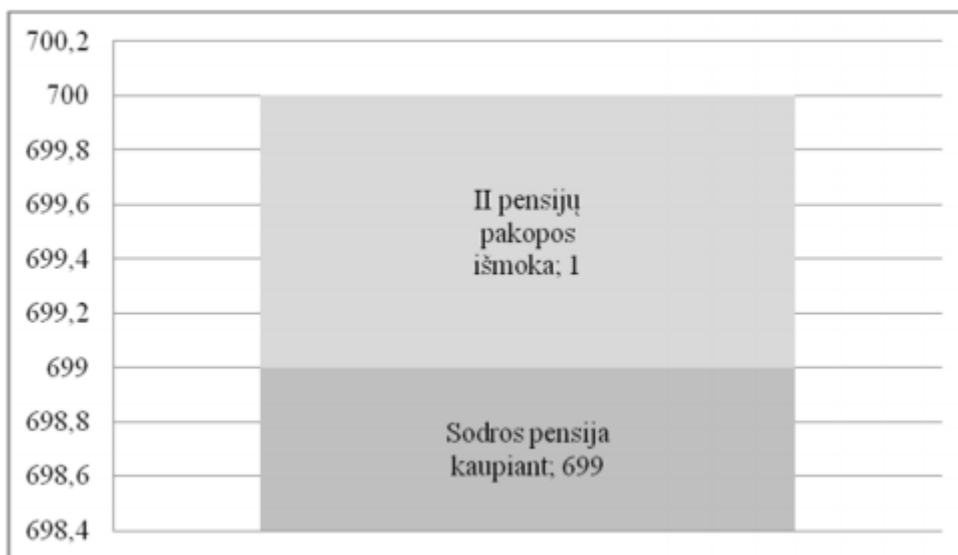 700,2
700
699,8
699,6
699,4
699,2
699
698,8
698,6
698,4
II pensijų
pakopos
išmoka; 1
Sodros pensija
kaupiant; 699